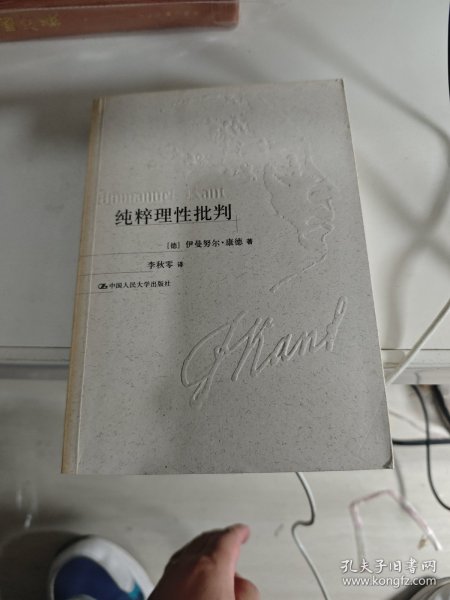 Immanuel Kant
纯粹理性批判
［德］伊曼努尔·康德 著
李秋零 译
中国人民大学出版社
Kant
孔夫子旧书网
www.kongfz.com